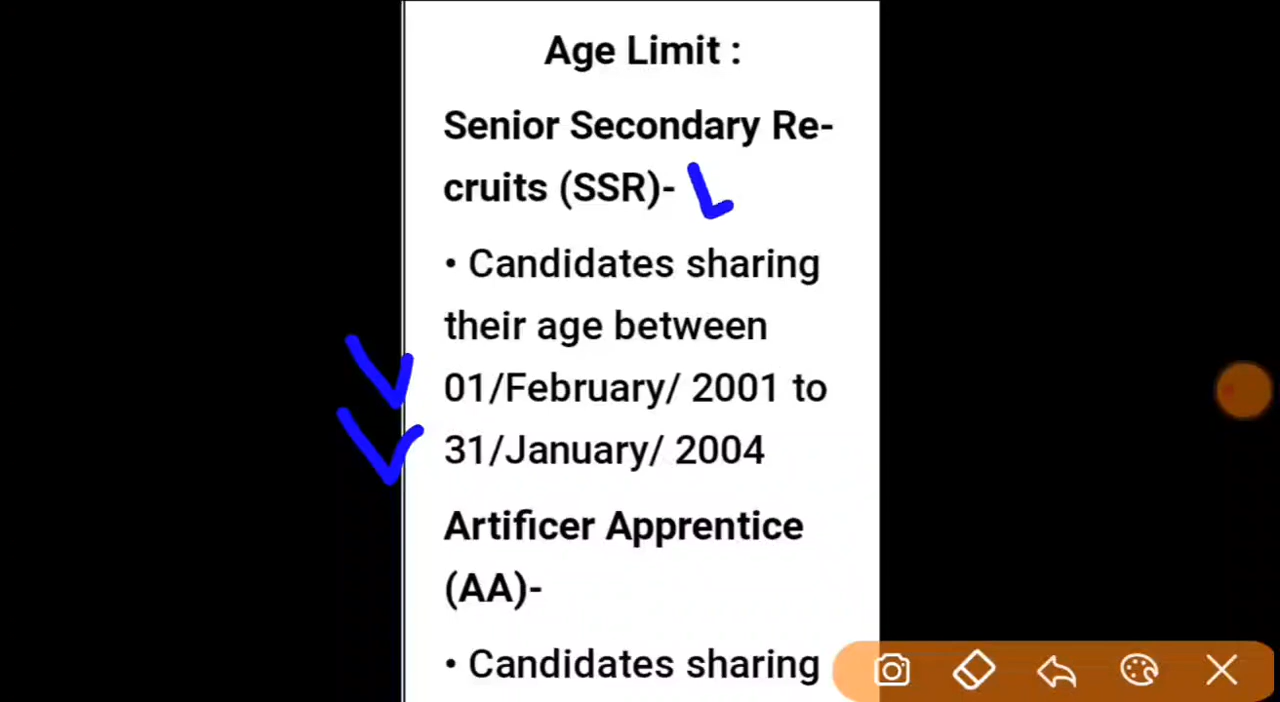 Age Limit :
Senior Secondary Re-
cruits (SSR)-
• Candidates sharing
their age between
01/February/ 2001 to
31/January/ 2004
Artificer Apprentice
(AA)-
• Candidates sharing